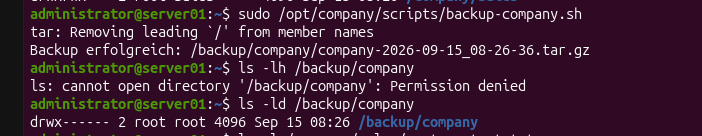 administrator@server01:~$ sudo /opt/company/scripts/backup-company.sh
tar: Removing leading `/' from member names
Backup erfolgreich: /backup/company/company-2026-09-15_08-26-36.tar.gz
administrator@server01:~$ ls -lh /backup/company
ls: cannot open directory '/backup/company': Permission denied
administrator@server01:~$ ls -ld /backup/company
drwx------ 2 root root 4096 Sep 15 08:26 /backup/company